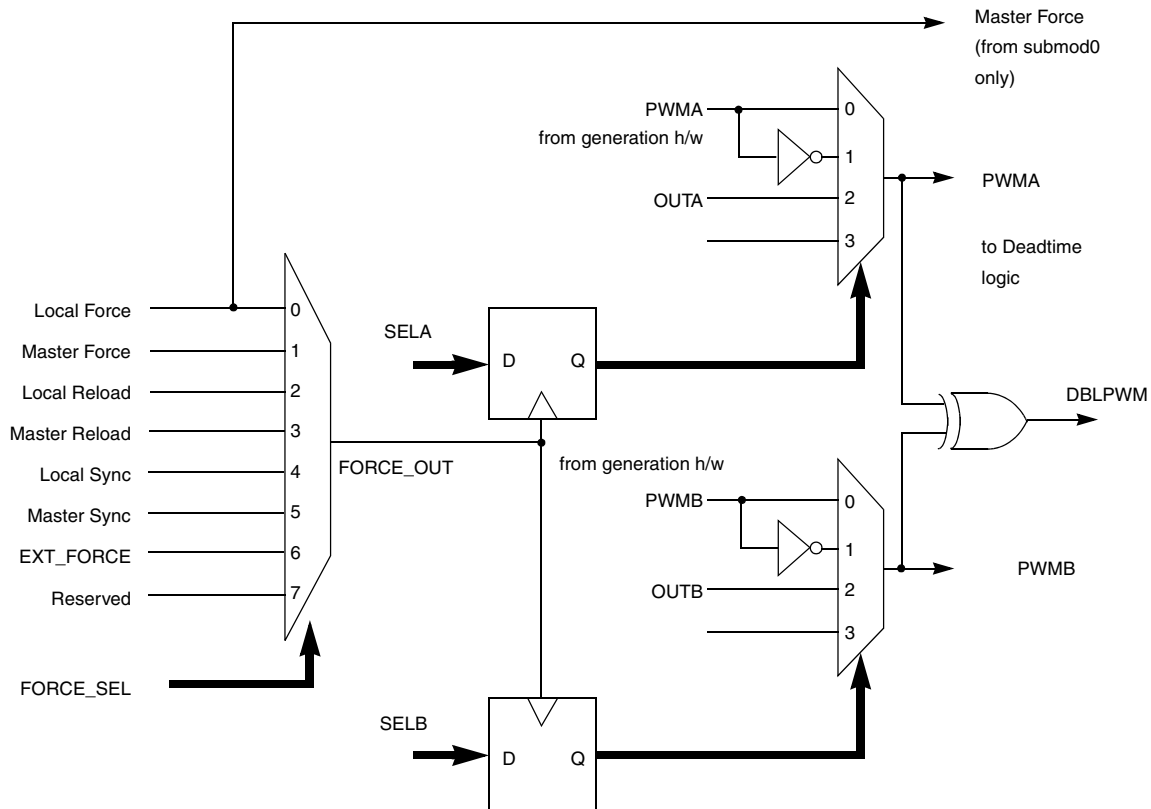 Master Force
(from submod0
only)
PWMA
from generation h/w
0
1
OUTA
2
3
PWMA
to Deadtime
logic
Local Force
0
Master Force
1
Local Reload
2
Master Reload
3
Local Sync
4
Master Sync
5
EXT_FORCE
6
Reserved
7
FORCE_SEL
FORCE_OUT
SELA
D
Q
DBLPWM
from generation h/w
PWMB
0
1
OUTB
2
3
PWMB
SELB
D
Q